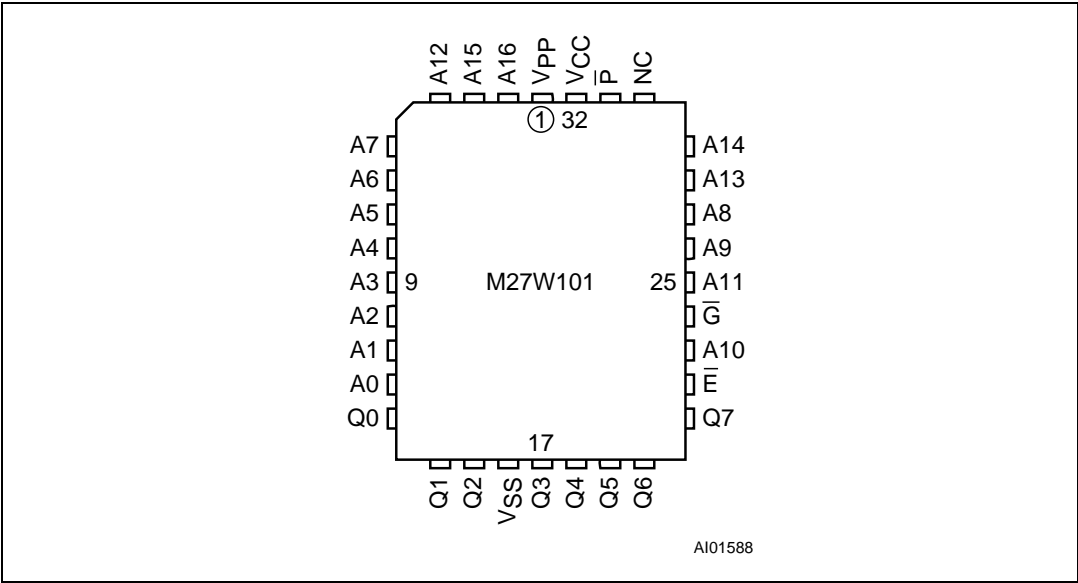 A12 A15 A16 VPP VCC P̅ NC
① 32
A7 A14
A6 A13
A5 A8
A4 A9
A3 9 M27W101 25 A11
A2 G̅
A1 A10
A0 E̅
Q0 Q7
17
Q1 Q2 VSS Q3 Q4 Q5 Q6
AI01588